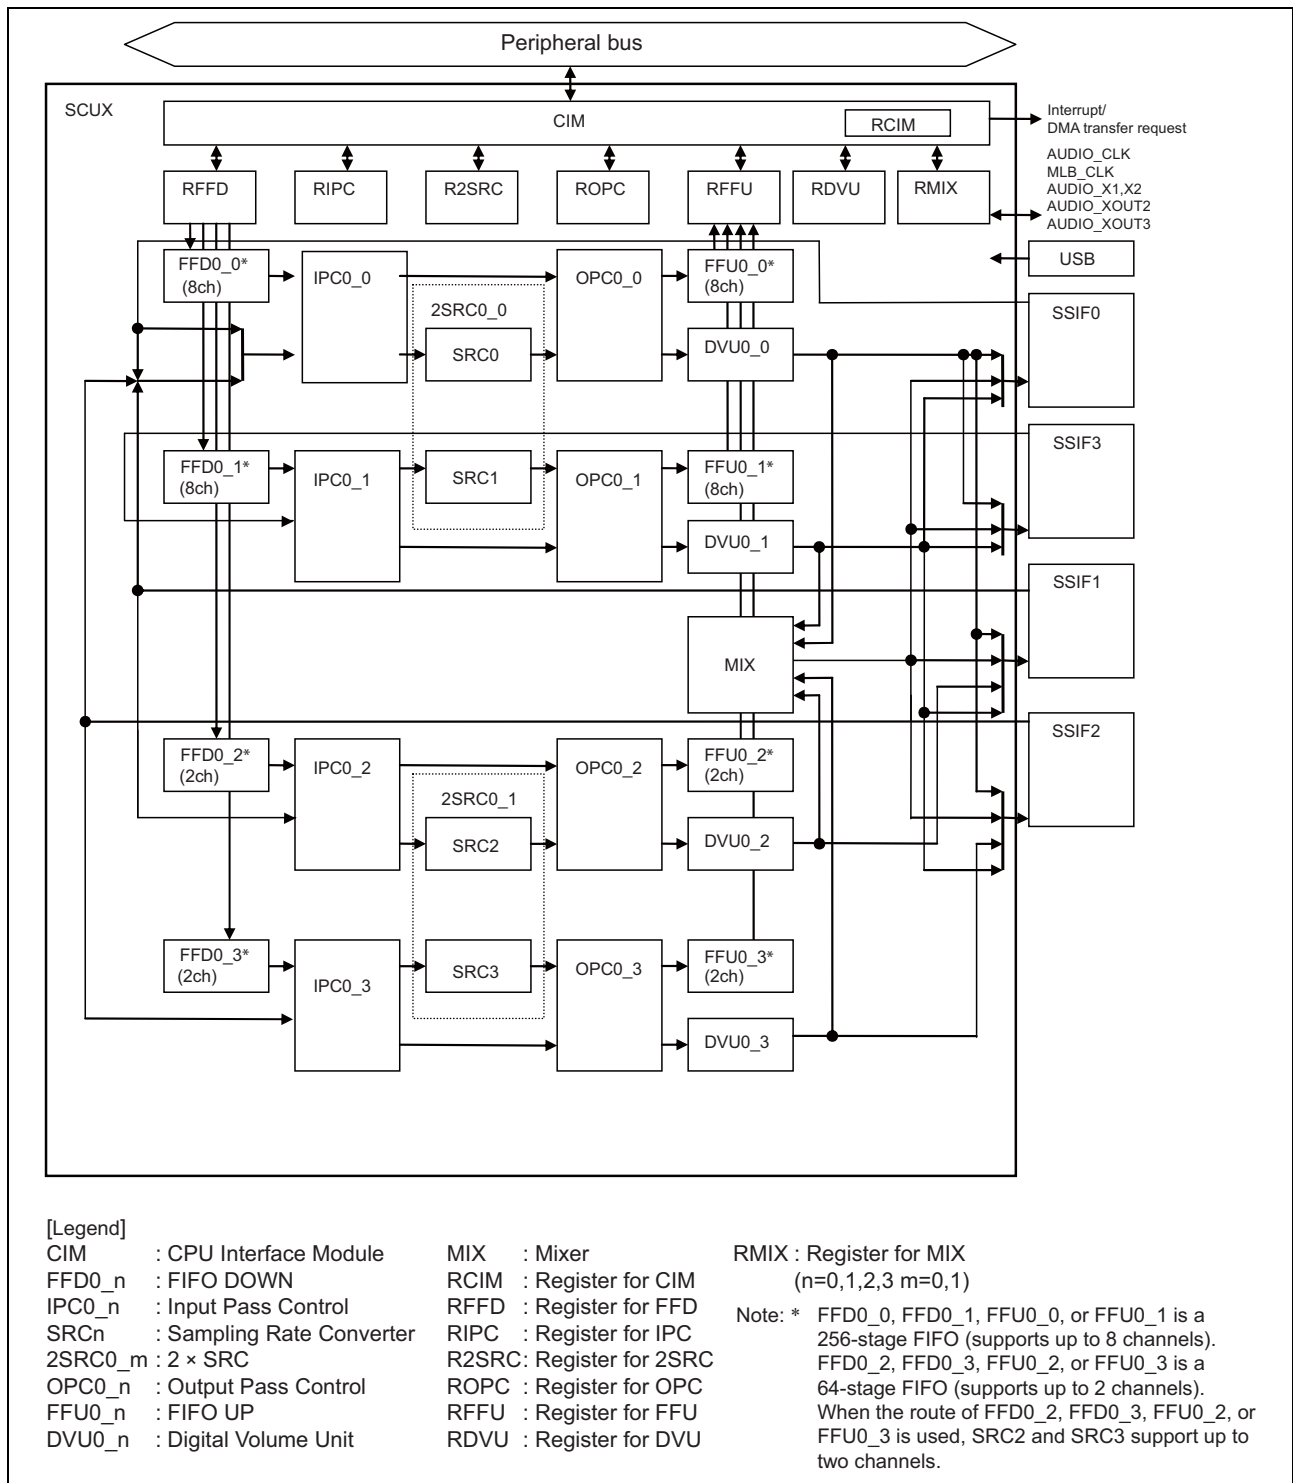 Peripheral bus
SCUX
CIM
RCIM
Interrupt/
DMA transfer request
RFFD
RIPC
R2SRC
ROPC
RFFU
RDVU
RMIX
AUDIO_CLK
MLB_CLK
AUDIO_X1,X2
AUDIO_XOUT2
AUDIO_XOUT3
FFD0_0*
(8ch)
IPC0_0
2SRC0_0
SRC0
OPC0_0
FFU0_0*
(8ch)
DVU0_0
USB
SSIF0
FFD0_1*
(8ch)
IPC0_1
SRC1
OPC0_1
FFU0_1*
(8ch)
DVU0_1
SSIF3
MIX
SSIF1
FFD0_2*
(2ch)
IPC0_2
2SRC0_1
SRC2
OPC0_2
FFU0_2*
(2ch)
DVU0_2
SSIF2
FFD0_3*
(2ch)
IPC0_3
SRC3
OPC0_3
FFU0_3*
(2ch)
DVU0_3
[Legend]
CIM : CPU Interface Module
FFD0_n : FIFO DOWN
IPC0_n : Input Pass Control
SRCn : Sampling Rate Converter
2SRC0_m : 2 × SRC
OPC0_n : Output Pass Control
FFU0_n : FIFO UP
DVU0_n : Digital Volume Unit
MIX : Mixer
RCIM : Register for CIM
RFFD : Register for FFD
RIPC : Register for IPC
R2SRC: Register for 2SRC
ROPC : Register for OPC
RFFU : Register for FFU
RDVU : Register for DVU
RMIX : Register for MIX
(n=0,1,2,3 m=0,1)
Note: * FFD0_0, FFD0_1, FFU0_0, or FFU0_1 is a
256-stage FIFO (supports up to 8 channels).
FFD0_2, FFD0_3, FFU0_2, or FFU0_3 is a
64-stage FIFO (supports up to 2 channels).
When the route of FFD0_2, FFD0_3, FFU0_2, or
FFU0_3 is used, SRC2 and SRC3 support up to
two channels.